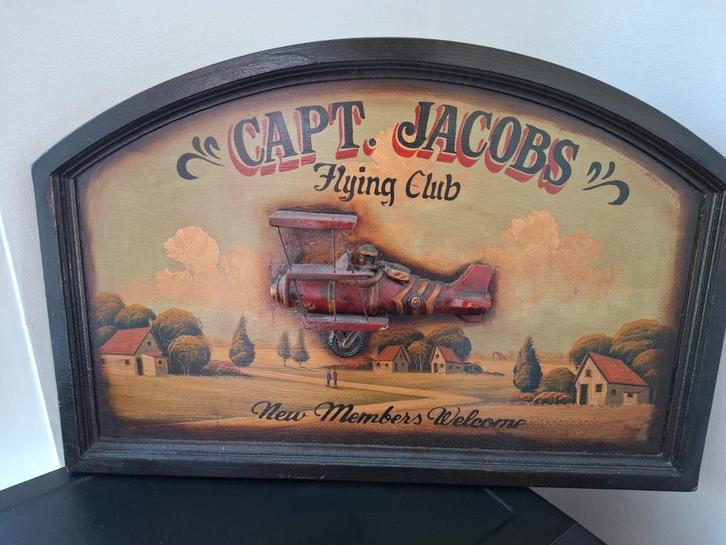 CAPT. JACOBS
Flying Club
New Members Welcome